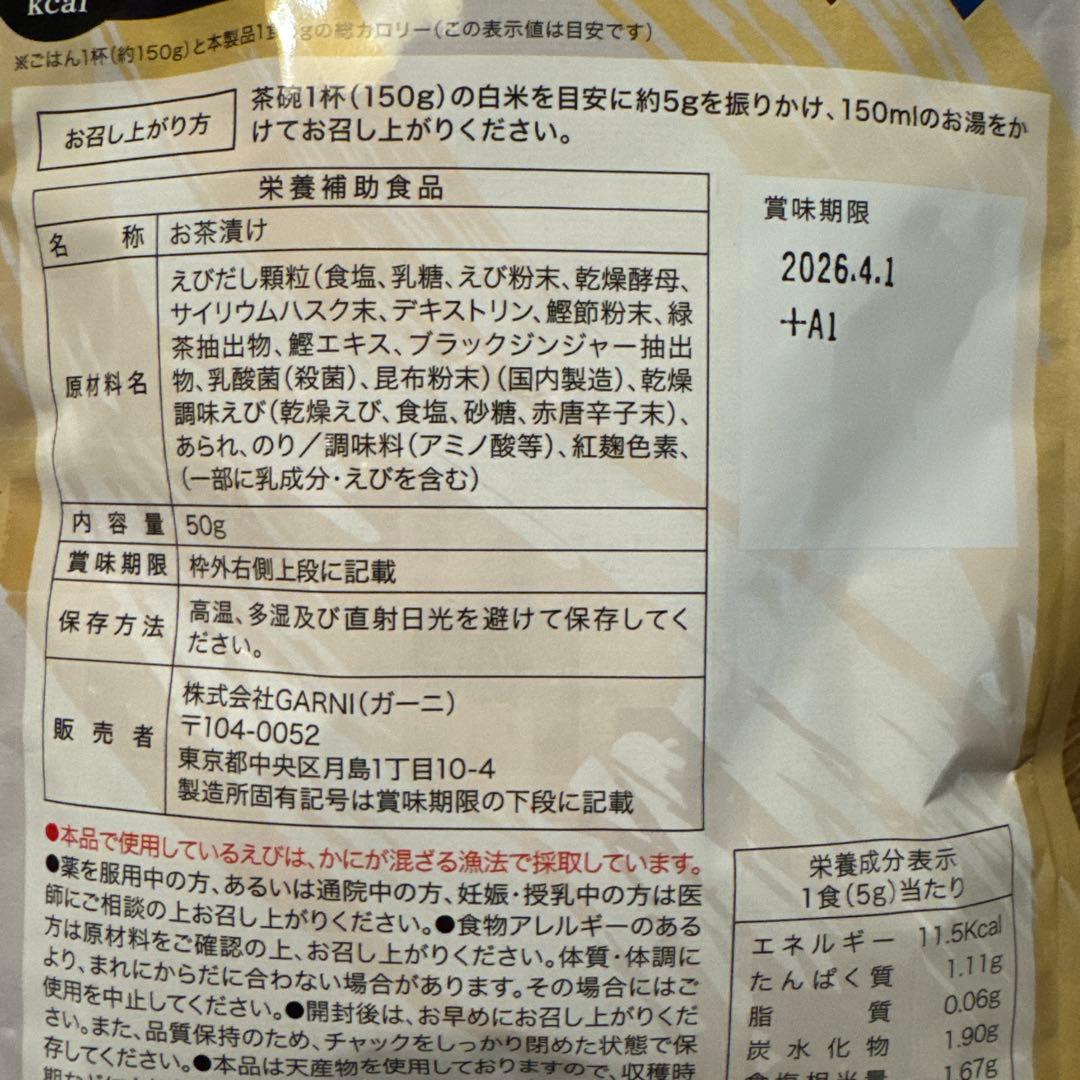 kcal
※ごはん1杯(約150g)と本製品1食5gの総カロリー(この表示値は目安です)
お召し上がり方
茶碗1杯(150g)の白米を目安に約5gを振りかけ、150mlのお湯をか
けてお召し上がりください。
栄養補助食品
名称 お茶漬け
原材料名
えびだし顆粒(食塩、乳糖、えび粉末、乾燥酵母、
サイリウムハスク末、デキストリン、鰹節粉末、緑
茶抽出物、鰹エキス、ブラックジンジャー抽出
物、乳酸菌(殺菌)、昆布粉末)(国内製造)、乾燥
調味えび(乾燥えび、食塩、砂糖、赤唐辛子末)、
あられ、のり/調味料(アミノ酸等)、紅麹色素、
(一部に乳成分・えびを含む)
内容量 50g
賞味期限 枠外右側上段に記載
保存方法
高温、多湿及び直射日光を避けて保存してく
ださい。
販売者
株式会社GARNI(ガーニ)
〒104-0052
東京都中央区月島1丁目10-4
製造所固有記号は賞味期限の下段に記載
賞味期限
2026.4.1
+A1
●本品で使用しているえびは、かにが混ざる漁法で採取しています。
●薬を服用中の方、あるいは通院中の方、妊娠・授乳中の方は医
師にご相談の上お召し上がりください。●食物アレルギーのある
方は原材料をご確認の上、お召し上がりください。体質・体調に
より、まれにからだに合わない場合があります。その場合にはご
使用を中止してください。●開封後は、お早めにお召し上がりくだ
さい。また、品質保持のため、チャックをしっかり閉めた状態で保
存してください。●本品は天産物を使用しておりますので、収穫時
栄養成分表示
1食(5g)当たり
エネルギー 11.5Kcal
たんぱく質 1.11g
脂質 0.06g
炭水化物 1.90g
食塩相当量 1.67g